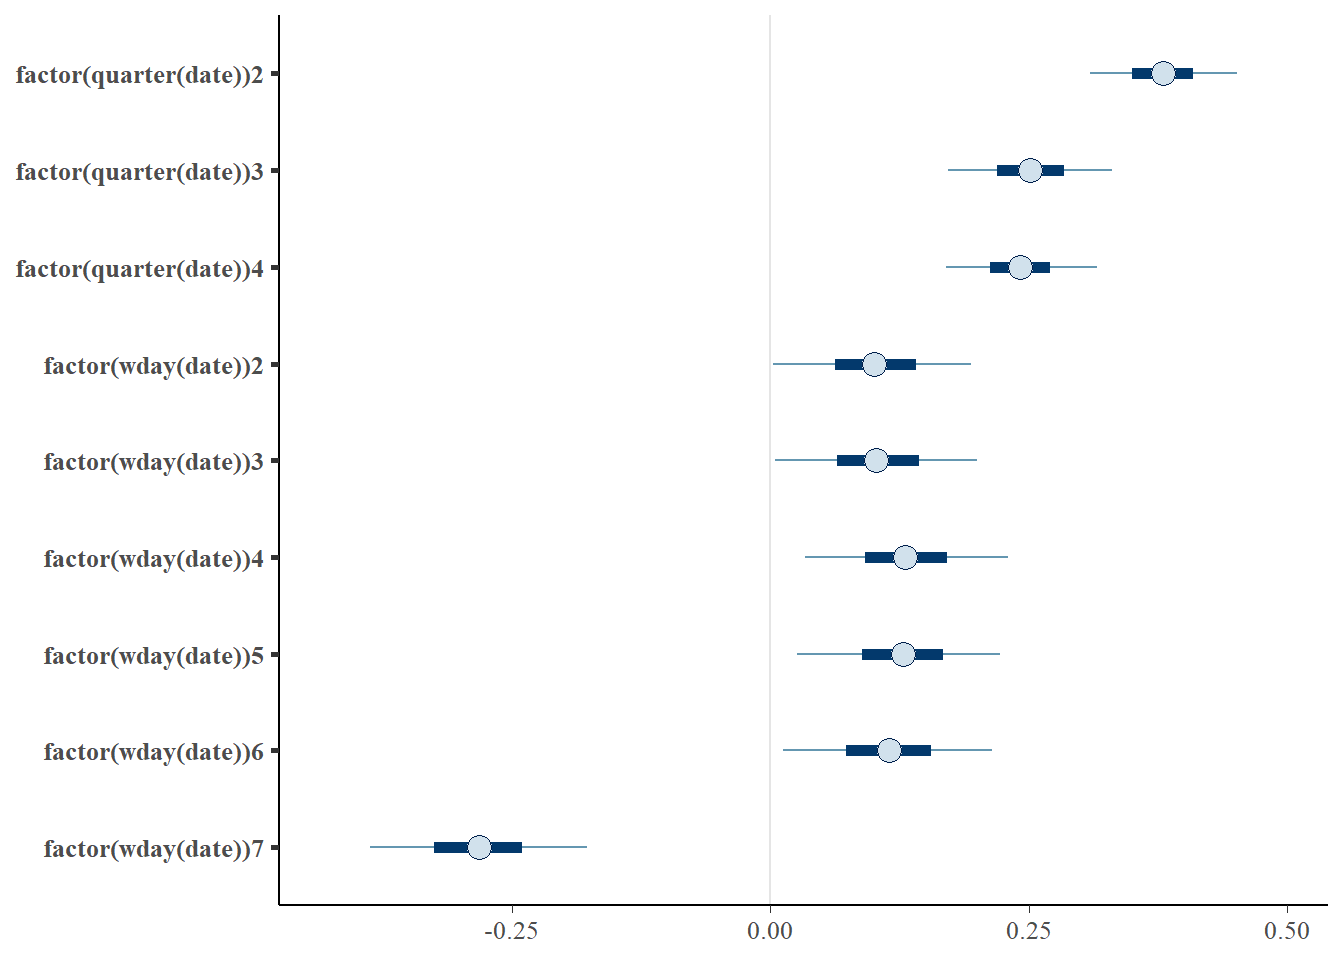 factor(quarter(date))2
factor(quarter(date))3
factor(quarter(date))4
factor(wday(date))2
factor(wday(date))3
factor(wday(date))4
factor(wday(date))5
factor(wday(date))6
factor(wday(date))7
-0.25 0.00 0.25 0.50